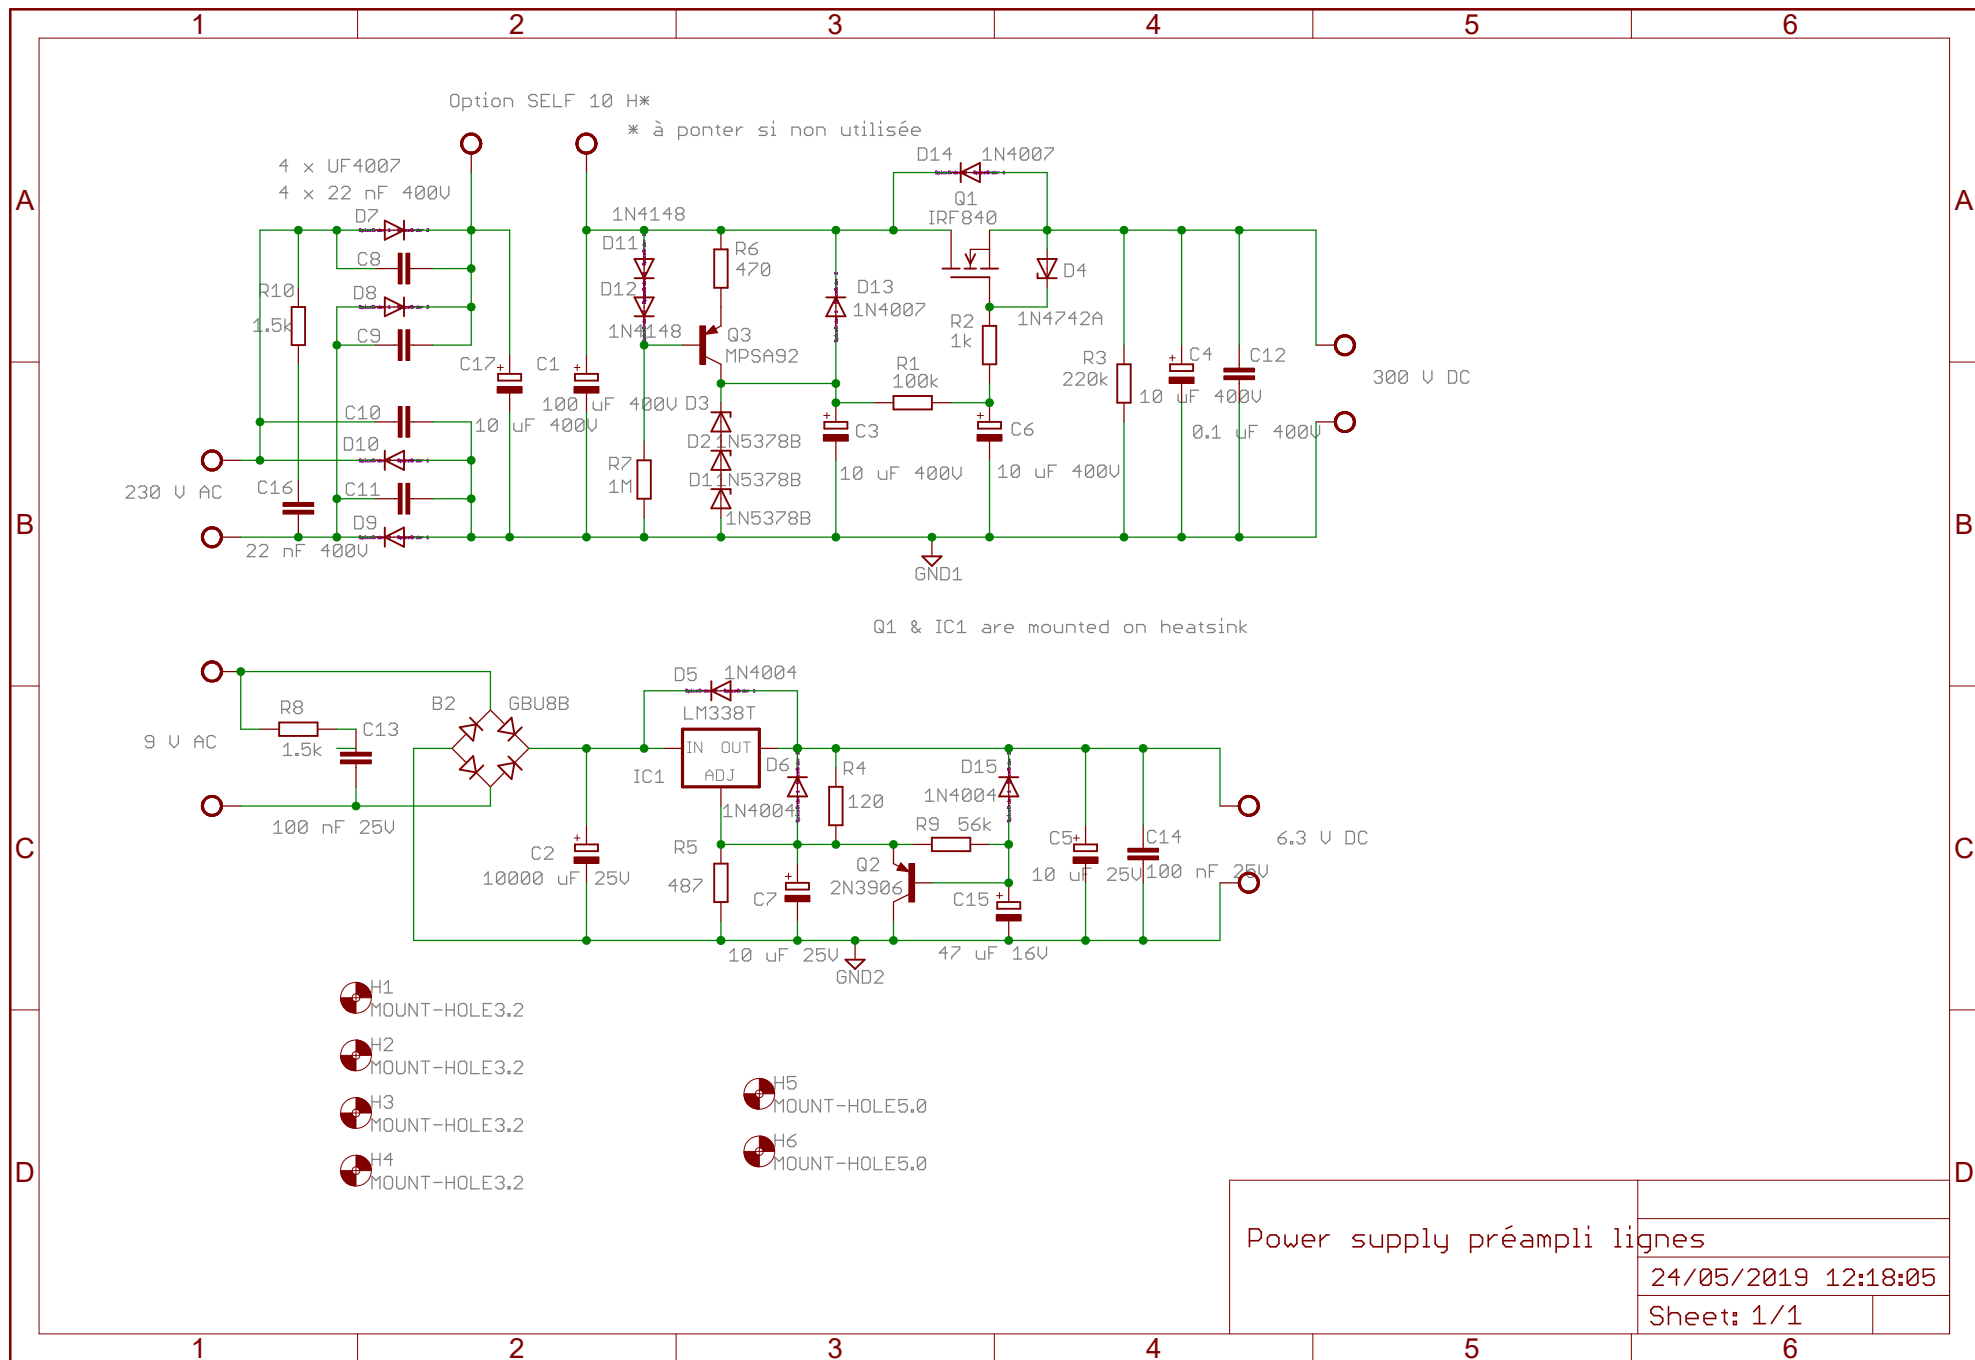 1 2 3 4 5 6
A A
B B
C C
D D
Option SELF 10 H*
* à ponter si non utilisée
4 x UF4007
4 x 22 nF 400V
D7
C8
D8
C9
R10
1.5k
C10
D10
C11
D9
C16
22 nF 400V
230 V AC
C17
10 uF 400V
C1
100 uF 400V
1N4148
D11
D12
1N4148
R6
470
Q3
MPSA92
R7
1M
D3
D2
1N5378B
D1
1N5378B
1N5378B
D13
1N4007
D14
1N4007
Q1
IRF840
D4
1N4742A
R2
1k
R1
100k
C3
10 uF 400V
C6
10 uF 400V
R3
220k
C4
10 uF 400V
C12
0.1 uF 400V
300 V DC
GND1
Q1 & IC1 are mounted on heatsink
9 V AC
R8
1.5k
C13
100 nF 25V
B2
GBU8B
C2
10000 uF 25V
D5
1N4004
LM338T
IN OUT
ADJ
IC1
D6
1N4004
R4
120
R5
487
C7
10 uF 25V
Q2
2N3906
R9 56k
D15
1N4004
C15
47 uF 16V
C5
10 uF 25V
C14
100 nF 25V
6.3 V DC
GND2
H1
MOUNT-HOLE3.2
H2
MOUNT-HOLE3.2
H3
MOUNT-HOLE3.2
H4
MOUNT-HOLE3.2
H5
MOUNT-HOLE5.0
H6
MOUNT-HOLE5.0
Power supply préampli lignes
24/05/2019 12:18:05
Sheet: 1/1
1 2 3 4 5 6